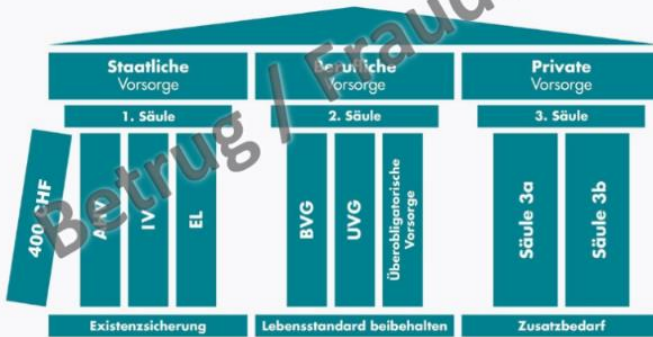 Betrug / Fraud
Staatliche
Vorsorge
Berufliche
Vorsorge
Private
Vorsorge
1. Säule
2. Säule
3. Säule
400 CHF
AHV
IV
EL
BVG
UVG
Überobligatorische
Vorsorge
Säule 3a
Säule 3b
Existenzsicherung
Lebensstandard beibehalten
Zusatzbedarf